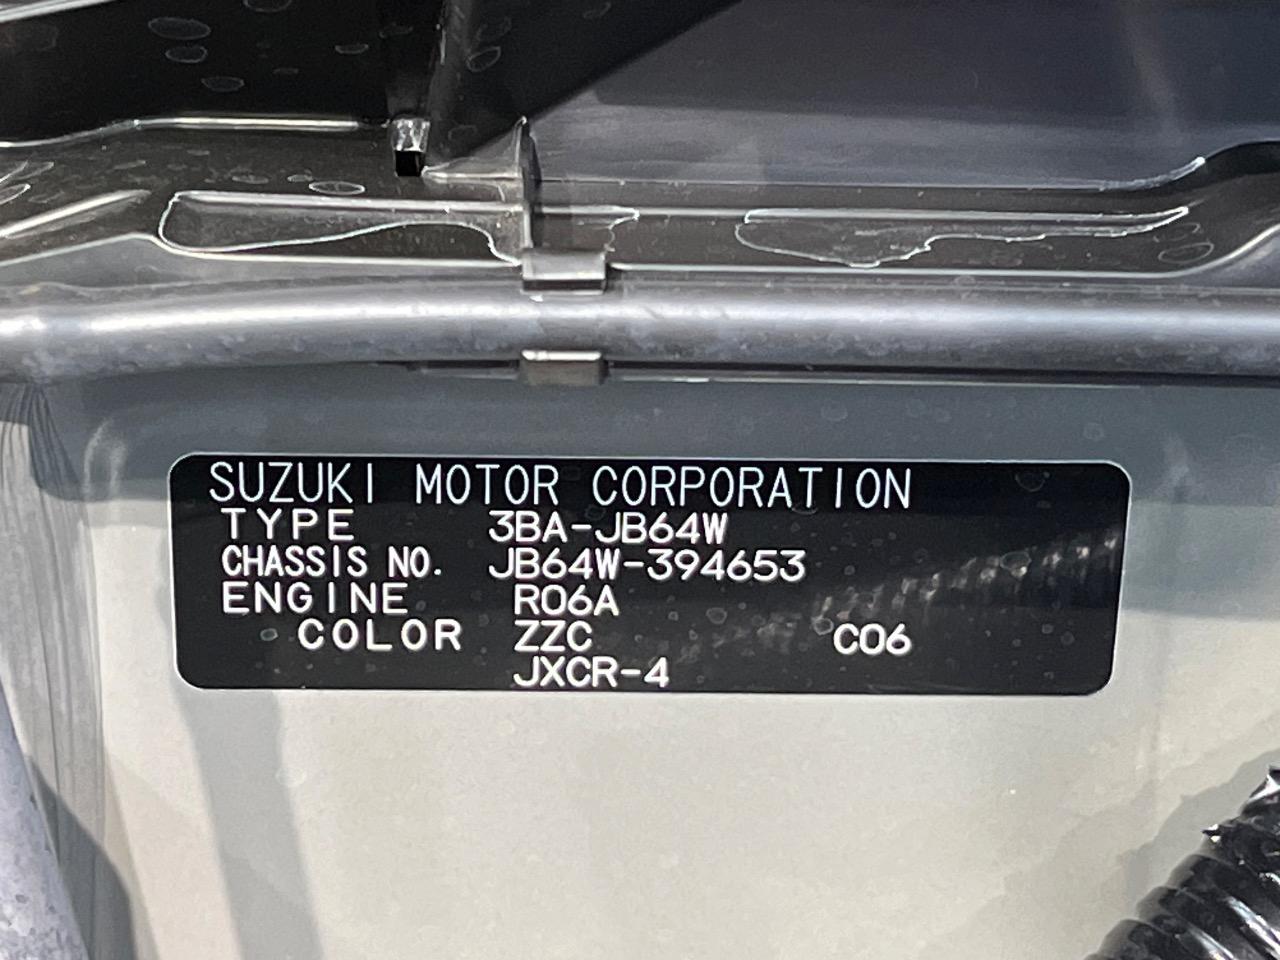 SUZUKI MOTOR CORPORATION
TYPE 3BA-JB64W
CHASSIS NO. JB64W-394653
ENGINE R06A
COLOR ZZC C06
JXCR-4